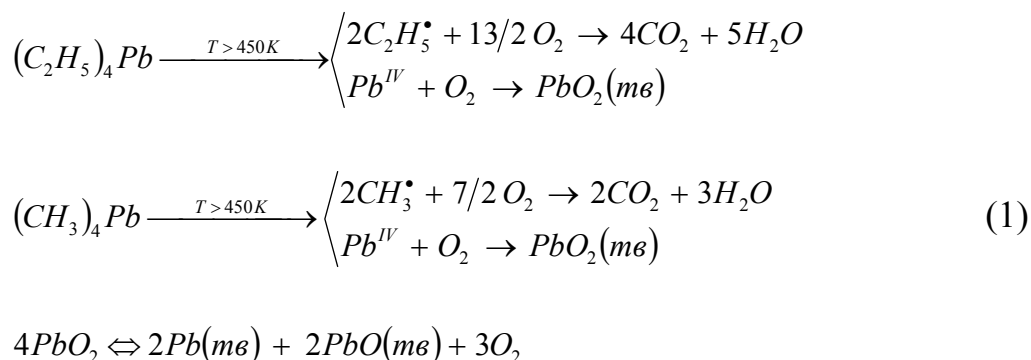 2C₂H₅• + 13/2 O₂ → 4CO₂ + 5H₂O
(C₂H₅)₄Pb T>450K →
Pb^IV + O₂ → PbO₂(тв)
2CH₃• + 7/2 O₂ → 2CO₂ + 3H₂O
(CH₃)₄Pb T>450K → (1)
Pb^IV + O₂ → PbO₂(тв)
4PbO₂ ⇔ 2Pb(тв) + 2PbO(тв) + 3O₂